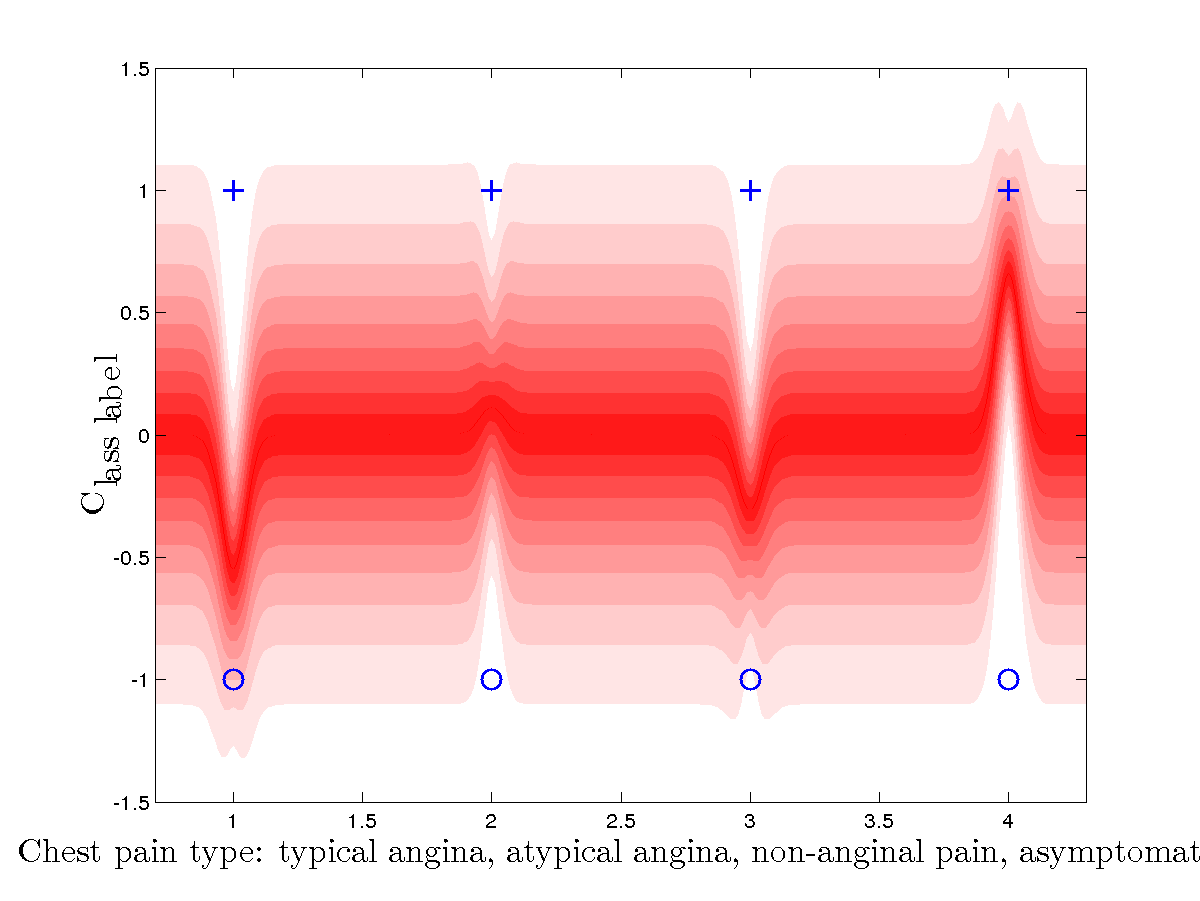 1.5
1
0.5
0
-0.5
-1
-1.5
Class label
1 1.5 2 2.5 3 3.5 4
Chest pain type: typical angina, atypical angina, non-anginal pain, asymptomat